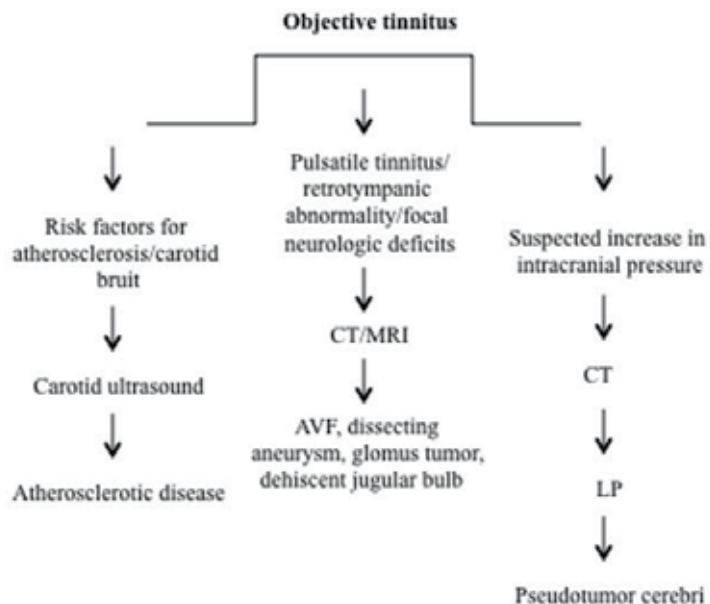 Objective tinnitus
Risk factors for
atherosclerosis/carotid
bruit
Carotid ultrasound
Atherosclerotic disease
Pulsatile tinnitus/
retrotympanic
abnormality/focal
neurologic deficits
CT/MRI
AVF, dissecting
aneurysm, glomus tumor,
dehiscent jugular bulb
Suspected increase in
intracranial pressure
CT
LP
Pseudotumor cerebri